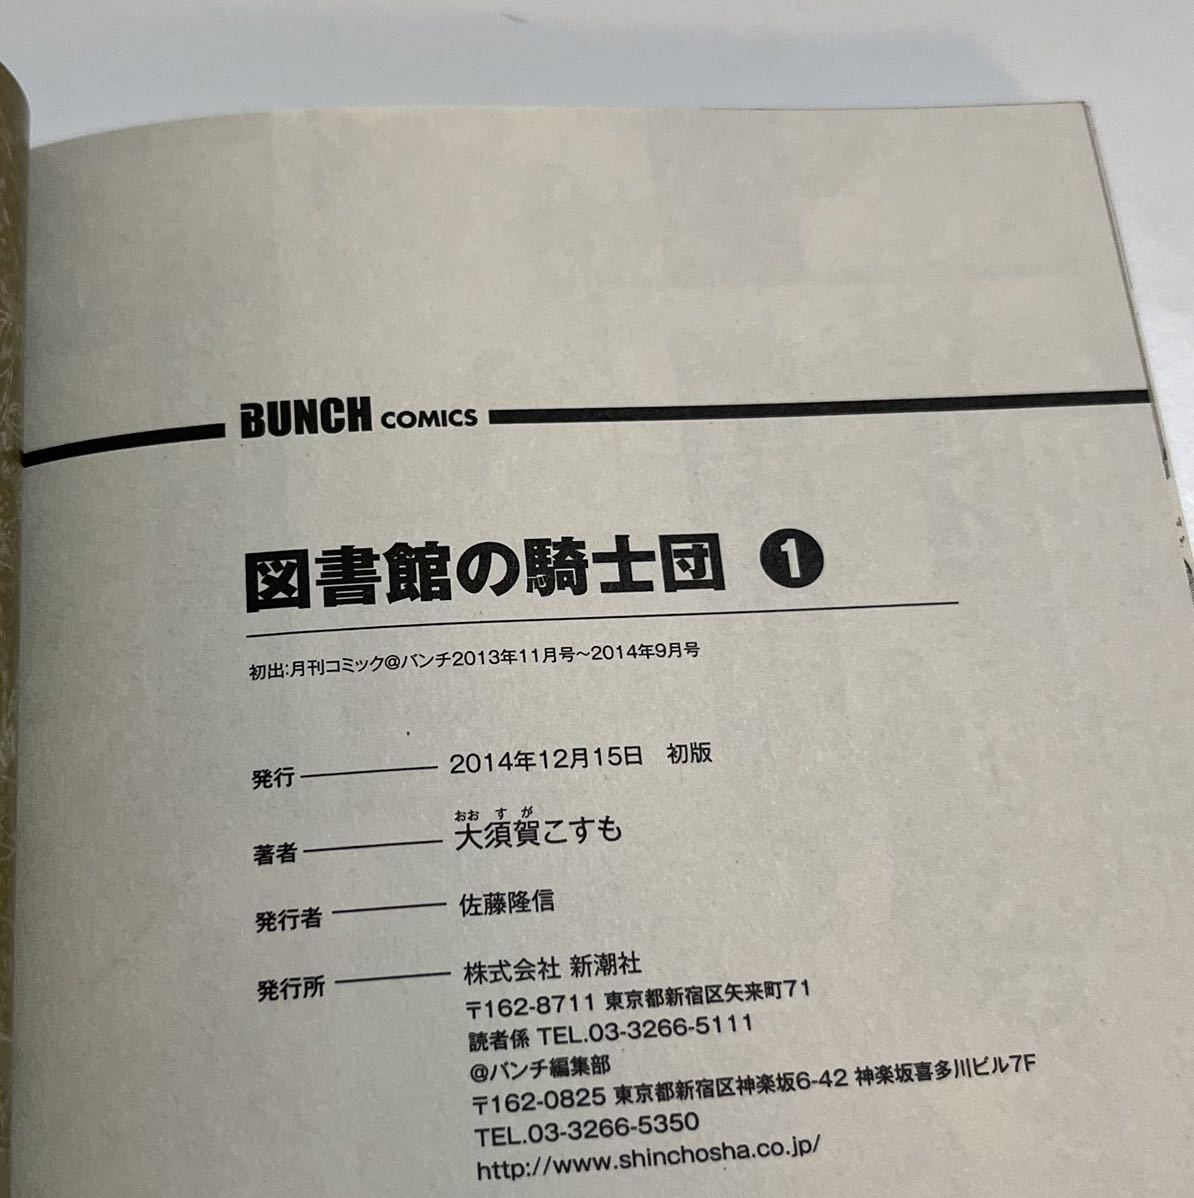 BUNCH COMICS
図書館の騎士団 ❶
初出:月刊コミック@バンチ2013年11月号〜2014年9月号
発行 2014年12月15日 初版
おお す が
著者 大須賀こすも
発行者 佐藤隆信
発行所 株式会社 新潮社
〒162-8711 東京都新宿区矢来町71
読者係 TEL.03-3266-5111
@バンチ編集部
〒162-0825 東京都新宿区神楽坂6-42 神楽坂喜多川ビル7F
TEL.03-3266-5350
http://www.shinchosha.co.jp/